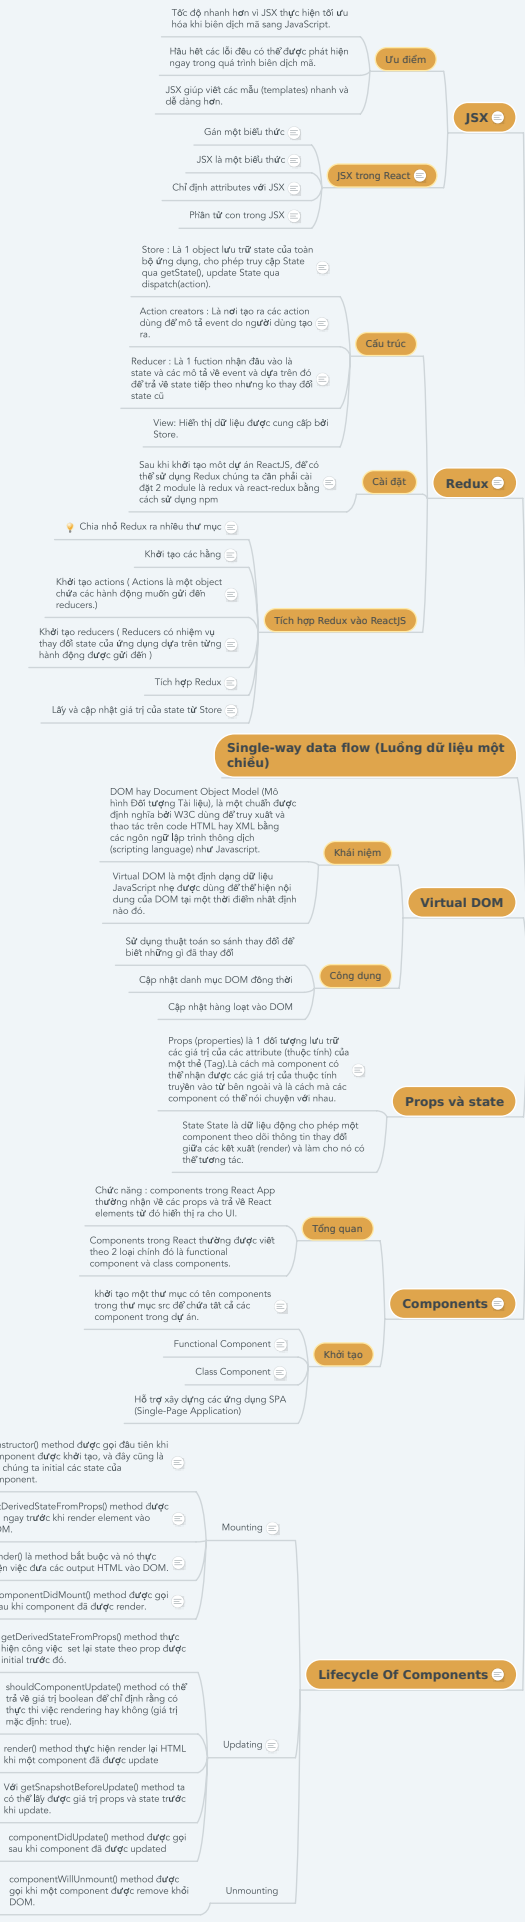 Tốc độ nhanh hơn vì JSX thực hiện tối ưu
hóa khi biên dịch mã sang JavaScript.
Hầu hết các lỗi đều có thể được phát hiện
ngay trong quá trình biên dịch mã.
JSX giúp viết các mẫu (templates) nhanh và
dễ dàng hơn.
Ưu điểm
JSX
Gán một biểu thức
JSX là một biểu thức
Chỉ định attributes với JSX
Phần tử con trong JSX
JSX trong React
Store : Là 1 object lưu trữ state của toàn
bộ ứng dụng, cho phép truy cập State
qua getState(), update State qua
dispatch(action).
Action creators : Là nơi tạo ra các action
dùng để mô tả event do người dùng tạo
ra.
Reducer : Là 1 fuction nhận đầu vào là
state và các mô tả về event và dựa trên đó
để trả về state tiếp theo nhưng ko thay đổi
state cũ
View: Hiển thị dữ liệu được cung cấp bởi
Store.
Cấu trúc
Sau khi khởi tạo môt dự án ReactJS, để có
thể sử dụng Redux chúng ta cần phải cài
đặt 2 module là redux và react-redux bằng
cách sử dụng npm
Cài đặt
Redux
Chia nhỏ Redux ra nhiều thư mục
Khởi tạo các hằng
Khởi tạo actions ( Actions là một object
chứa các hành động muốn gửi đến
reducers.)
Khởi tạo reducers ( Reducers có nhiệm vụ
thay đổi state của ứng dụng dựa trên từng
hành động được gửi đến )
Tích hợp Redux
Lấy và cập nhật giá trị của state từ Store
Tích hợp Redux vào ReactJS
Single-way data flow (Luồng dữ liệu một
chiều)
DOM hay Document Object Model (Mô
hình Đối tượng Tài liệu), là một chuẩn được
định nghĩa bởi W3C dùng để truy xuất và
thao tác trên code HTML hay XML bằng
các ngôn ngữ lập trình thông dịch
(scripting language) như Javascript.
Virtual DOM là một định dạng dữ liệu
JavaScript nhẹ được dùng để thể hiện nội
dung của DOM tại một thời điểm nhất định
nào đó.
Khái niệm
Virtual DOM
Sử dụng thuật toán so sánh thay đổi để
biết những gì đã thay đổi
Cập nhật danh mục DOM đồng thời
Cập nhật hàng loạt vào DOM
Công dụng
Props (properties) là 1 đối tượng lưu trữ
các giá trị của các attribute (thuộc tính) của
một thẻ (Tag).Là cách mà component có
thể nhận được các giá trị của thuộc tính
truyền vào từ bên ngoài và là cách mà các
component có thể nói chuyện với nhau.
State State là dữ liệu động cho phép một
component theo dõi thông tin thay đổi
giữa các kết xuất (render) và làm cho nó có
thể tương tác.
Props và state
Chức năng : components trong React App
thường nhận về các props và trả về React
elements từ đó hiển thị ra cho UI.
Components trong React thường được viết
theo 2 loại chính đó là functional
component và class components.
Tổng quan
Components
khởi tạo một thư mục có tên components
trong thư mục src để chứa tất cả các
component trong dự án.
Functional Component
Class Component
Hỗ trợ xây dựng các ứng dụng SPA
(Single-Page Application)
Khởi tạo
nstructor() method được gọi đầu tiên khi
mponent được khởi tạo, và đây cũng là
chúng ta initial các state của
mponent.
tDerivedStateFromProps() method được
ngay trước khi render element vào
OM.
nder() là method bắt buộc và nó thực
ện việc đưa các output HTML vào DOM.
omponentDidMount() method được gọi
au khi component đã được render.
Mounting
getDerivedStateFromProps() method thực
hiện công việc set lại state theo prop được
initial trước đó.
shouldComponentUpdate() method có thể
trả về giá trị boolean để chỉ định rằng có
thực thi việc rendering hay không (giá trị
mặc định: true).
render() method thực hiện render lại HTML
khi một component đã được update
Với getSnapshotBeforeUpdate() method ta
có thể lấy được giá trị props và state trước
khi update.
componentDidUpdate() method được gọi
sau khi component đã được updated
Updating
Lifecycle Of Components
componentWillUnmount() method được
gọi khi một component được remove khỏi
DOM.
Unmounting